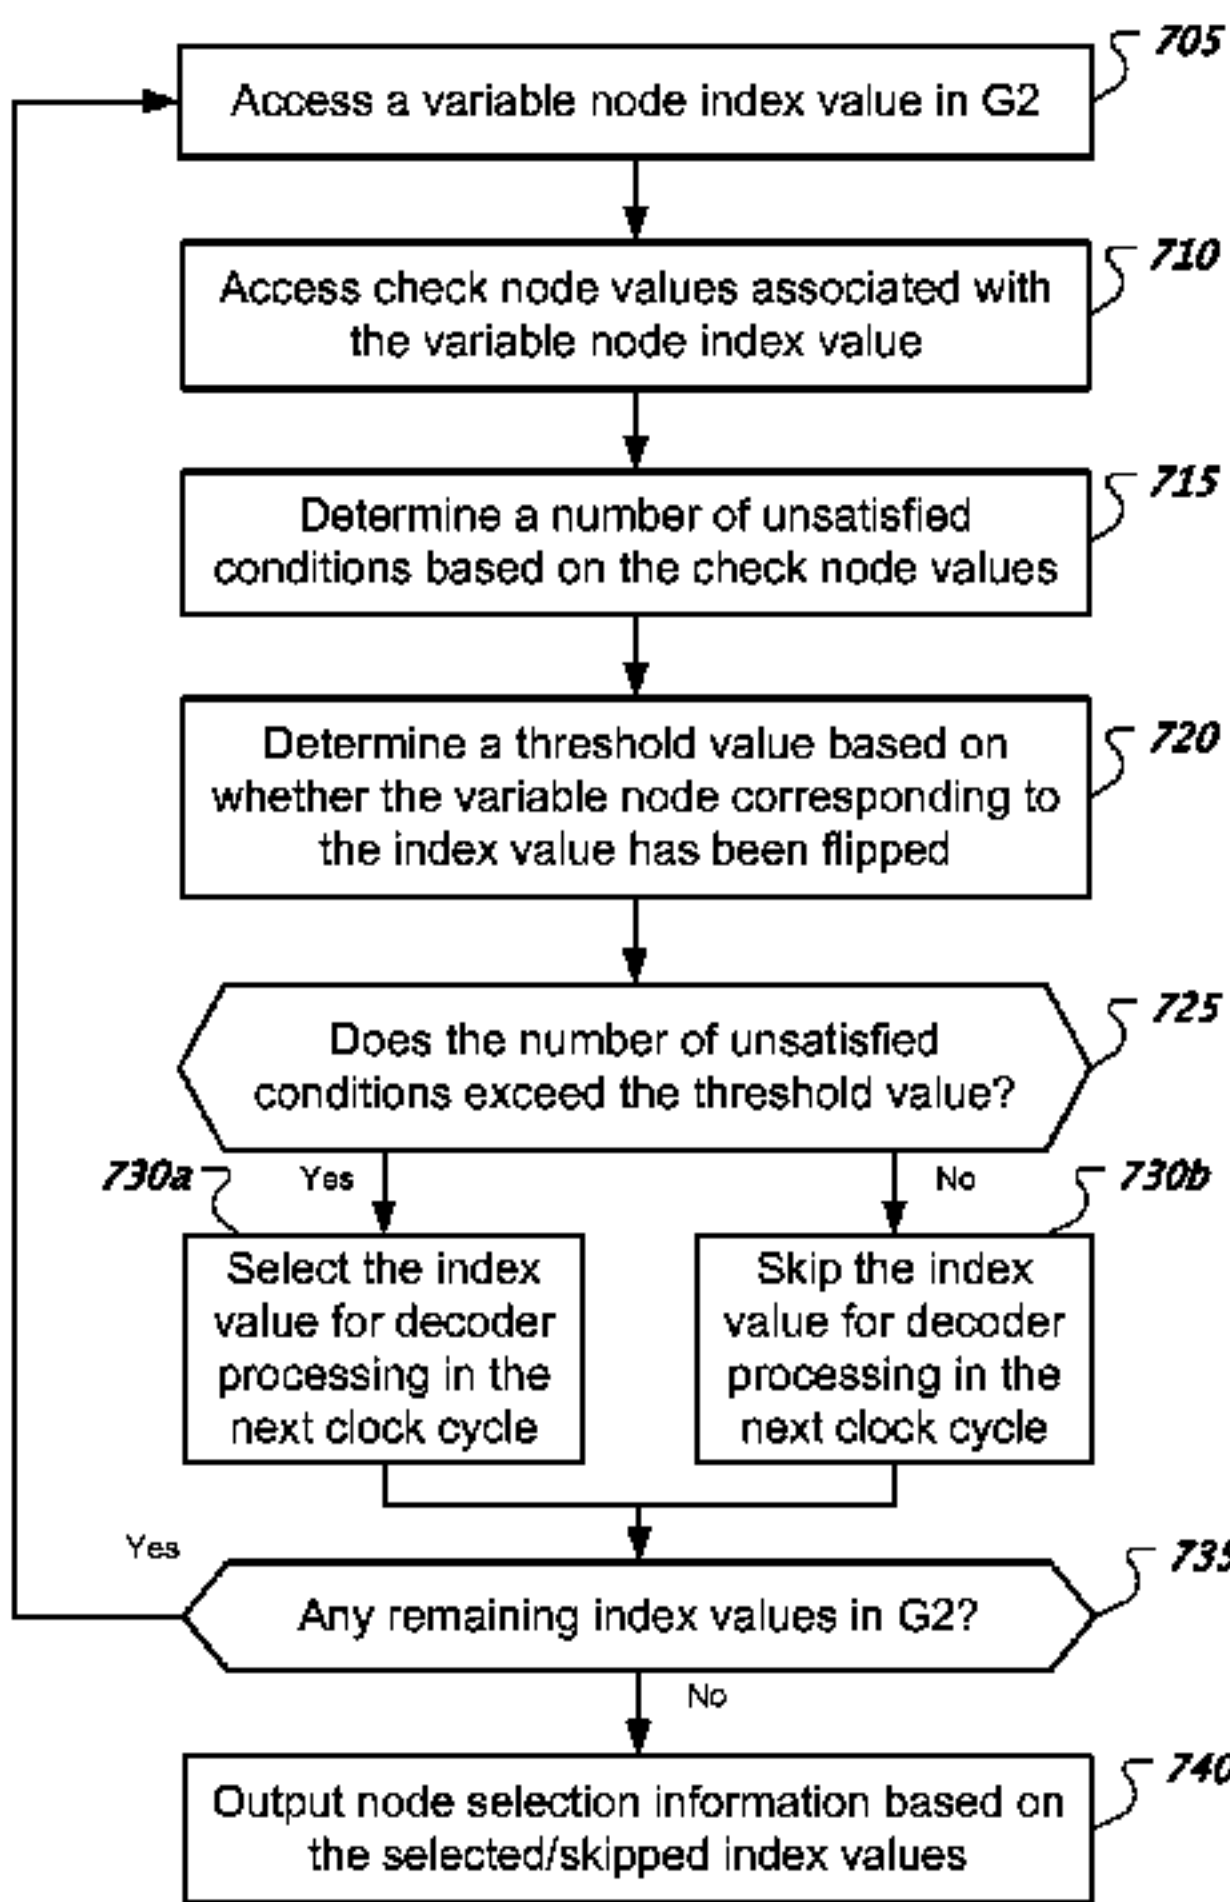 705
Access a variable node index value in G2
710
Access check node values associated with
the variable node index value
715
Determine a number of unsatisfied
conditions based on the check node values
720
Determine a threshold value based on
whether the variable node corresponding to
the index value has been flipped
725
Does the number of unsatisfied
conditions exceed the threshold value?
730a
Yes
No
730b
Select the index
value for decoder
processing in the
next clock cycle
Skip the index
value for decoder
processing in the
next clock cycle
Yes
735
Any remaining index values in G2?
No
740
Output node selection information based on
the selected/skipped index values